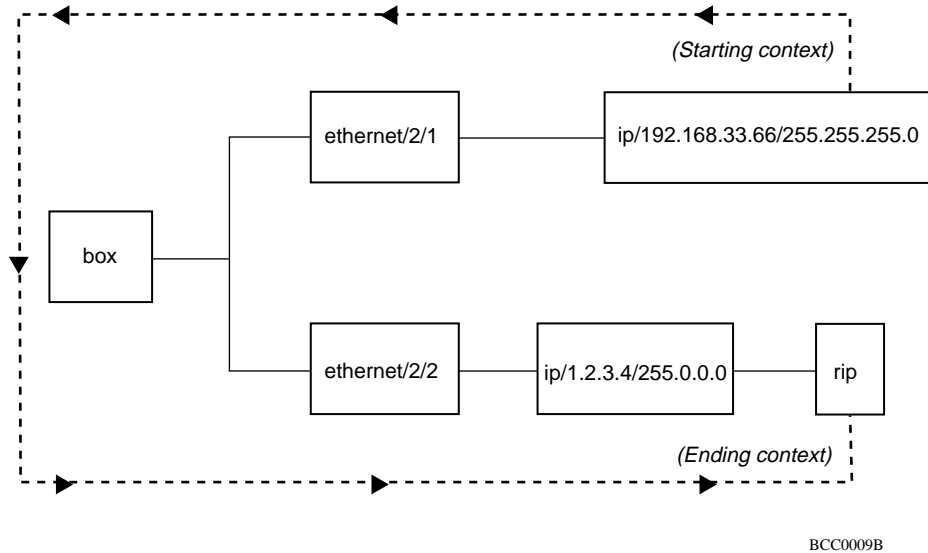 (Starting context)
ethernet/2/1
ip/192.168.33.66/255.255.255.0
box
ethernet/2/2
ip/1.2.3.4/255.0.0.0
rip
(Ending context)
BCC0009B